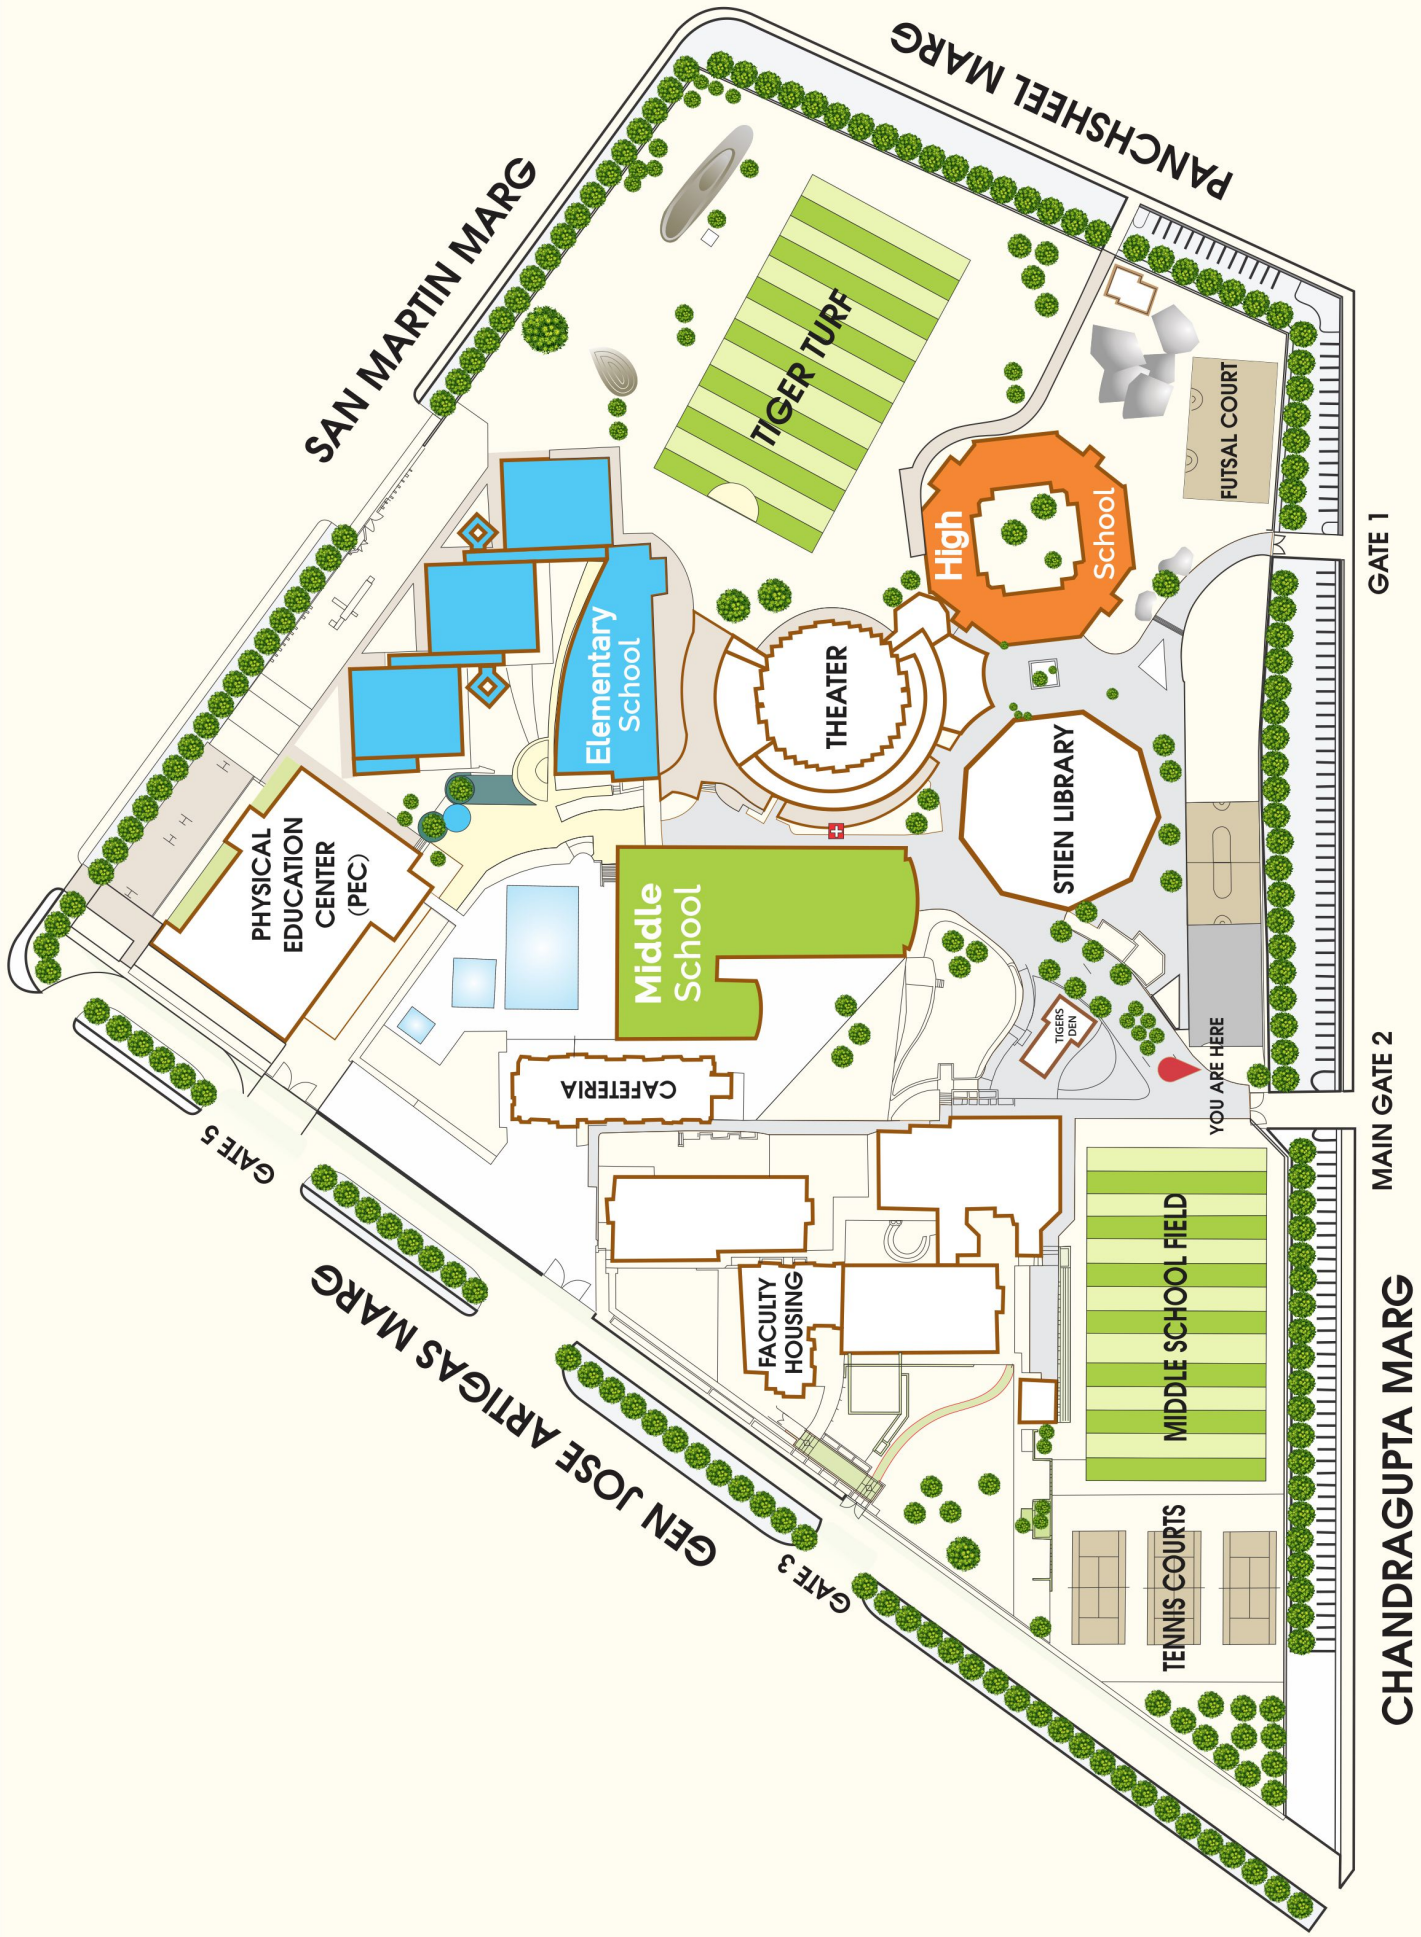 SAN MARTIN MARG
PANCHSHEEL MARG
TIGER TURF
FUTSAL COURT
High
School
GATE 1
Elementary
School
THEATER
STIEN LIBRARY
PHYSICAL
EDUCATION
CENTER
(PEC)
Middle
School
CAFETERIA
TIGERS
DEN
YOU ARE HERE
MAIN GATE 2
GATE 5
GEN JOSE ARTIGAS MARG
FACULTY
HOUSING
MIDDLE SCHOOL FIELD
GATE 3
TENNIS COURTS
CHANDRAGUPTA MARG